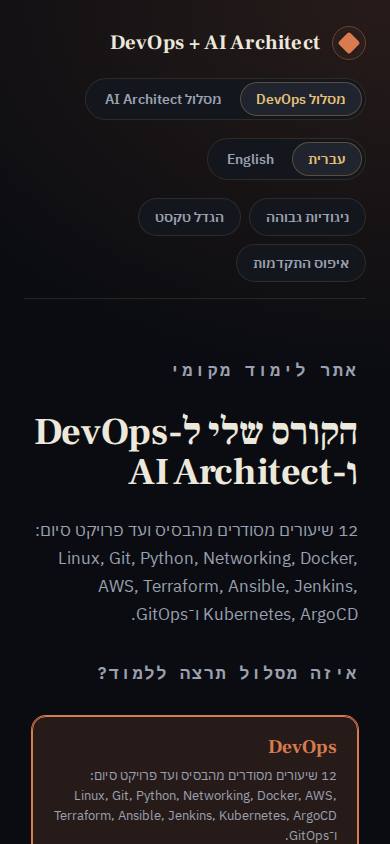 DevOps + AI Architect
מסלול DevOps
מסלול AI Architect
עברית
English
ניגודיות גבוהה
הגדל טקסט
איפוס התקדמות
אתר לימוד מקומי
הקורס שלי ל-DevOps
ו-AI Architect
12 שיעורים מסודרים מהבסיס ועד פרויקט סיום:
Linux, Git, Python, Networking, Docker,
AWS, Terraform, Ansible, Jenkins,
Kubernetes, ArgoCD ו־GitOps.
איזה מסלול תרצה ללמוד?
DevOps
12 שיעורים מסודרים מהבסיס ועד פרויקט סיום:
Linux, Git, Python, Networking, Docker, AWS,
Terraform, Ansible, Jenkins, Kubernetes, ArgoCD
ו־GitOps.